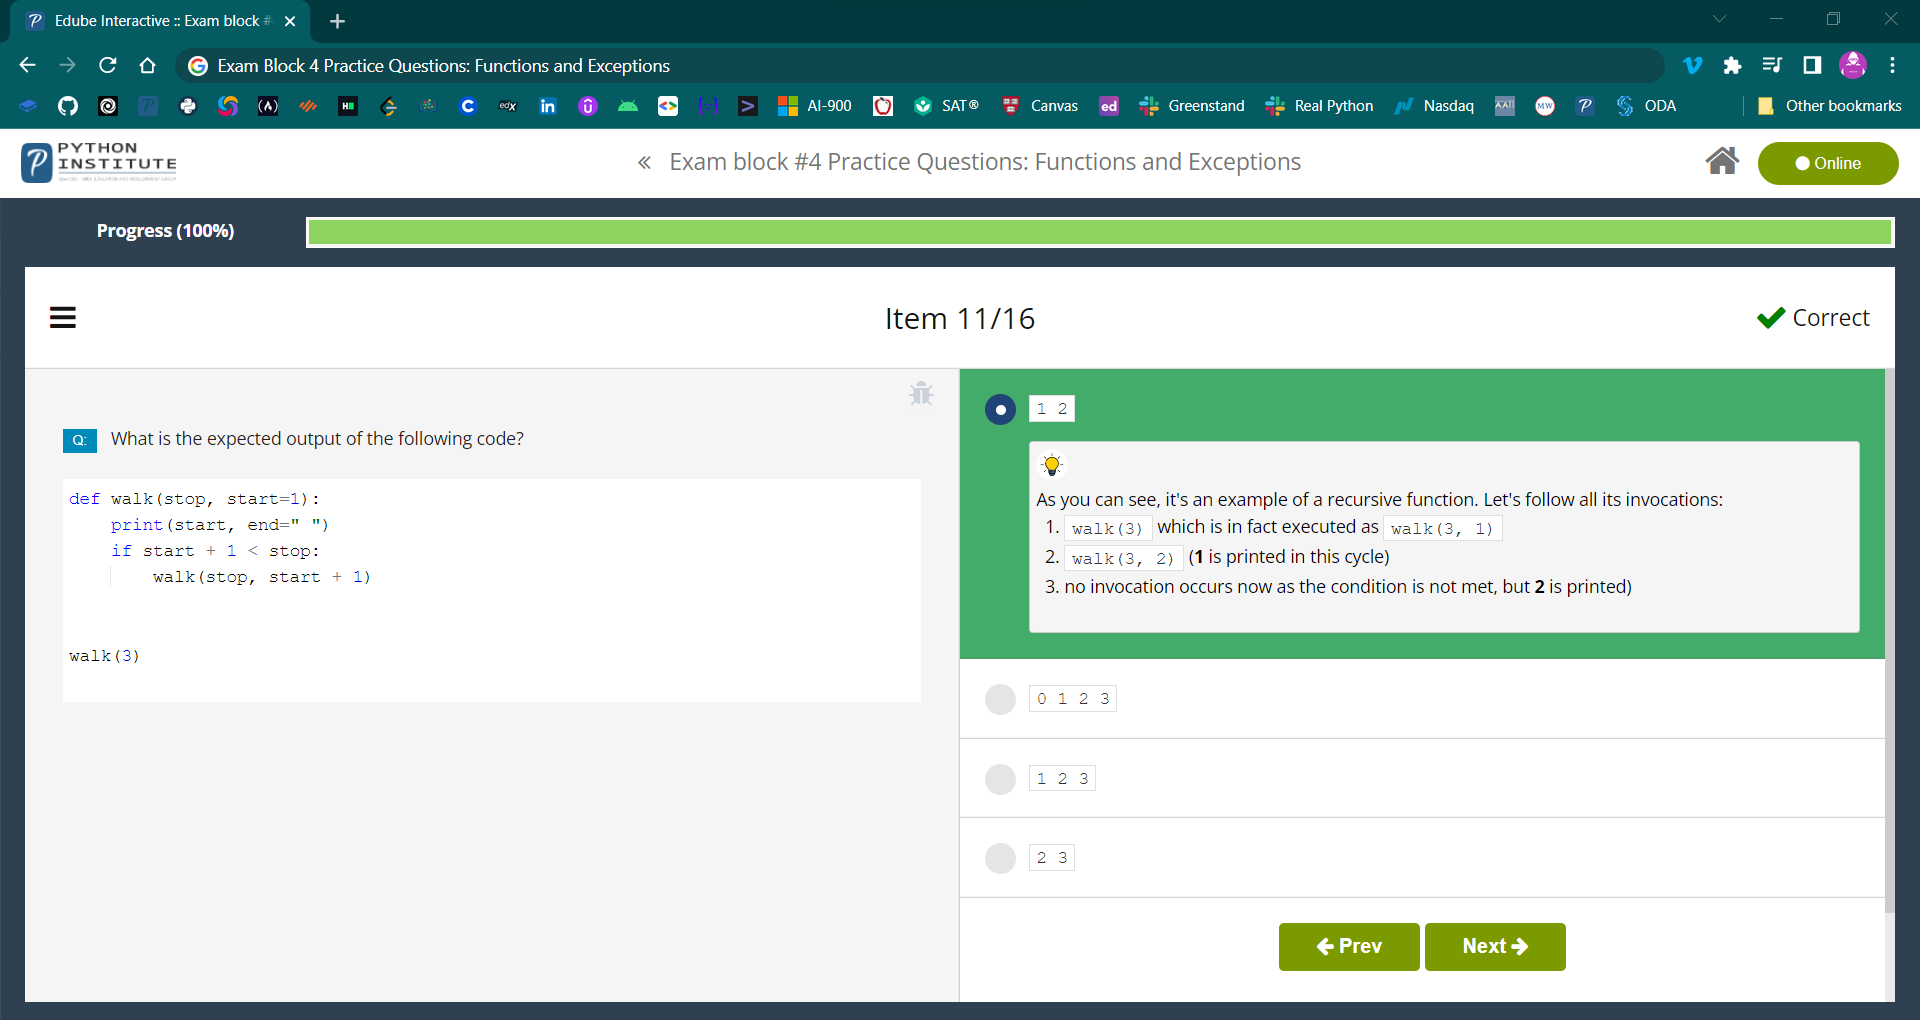 Edube Interactive :: Exam block #
Exam Block 4 Practice Questions: Functions and Exceptions
AI-900
SAT®
Canvas
ed
Greenstand
Real Python
Nasdaq
MW
ODA
Other bookmarks
PYTHON
INSTITUTE
« Exam block #4 Practice Questions: Functions and Exceptions
Online
Progress (100%)
Item 11/16
Correct
Q: What is the expected output of the following code?
def walk(stop, start=1):
    print(start, end=" ")
    if start + 1 < stop:
        walk(stop, start + 1)
walk(3)
1 2
As you can see, it's an example of a recursive function. Let's follow all its invocations:
1. walk(3) which is in fact executed as walk(3, 1)
2. walk(3, 2) (1 is printed in this cycle)
3. no invocation occurs now as the condition is not met, but 2 is printed)
0 1 2 3
1 2 3
2 3
Prev
Next